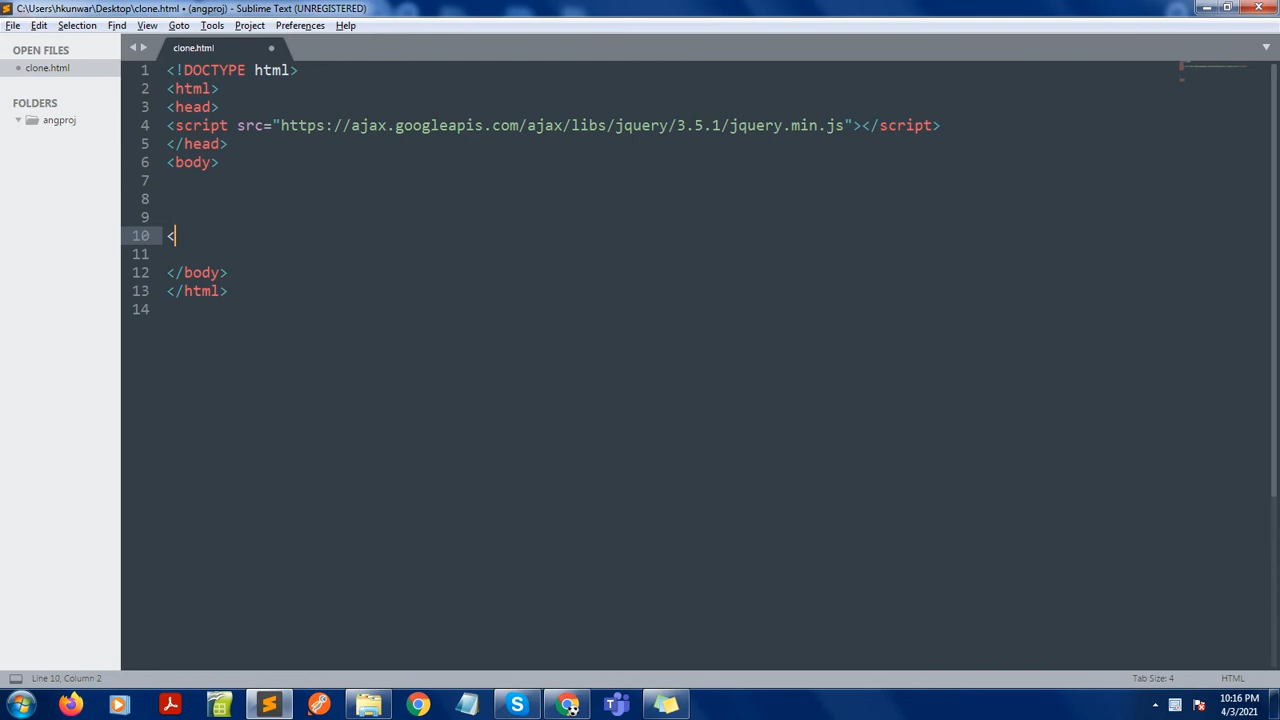 C:\Users\hkunwar\Desktop\clone.html • (angproj) - Sublime Text (UNREGISTERED)
File Edit Selection Find View Goto Tools Project Preferences Help
OPEN FILES
clone.html
FOLDERS
angproj
clone.html
1 <!DOCTYPE html>
2 <html>
3 <head>
4 <script src="https://ajax.googleapis.com/ajax/libs/jquery/3.5.1/jquery.min.js"></script>
5 </head>
6 <body>
7
8
9
10 <
11
12 </body>
13 </html>
14
Line 10, Column 2
Tab Size: 4
HTML
10:16 PM
4/3/2021